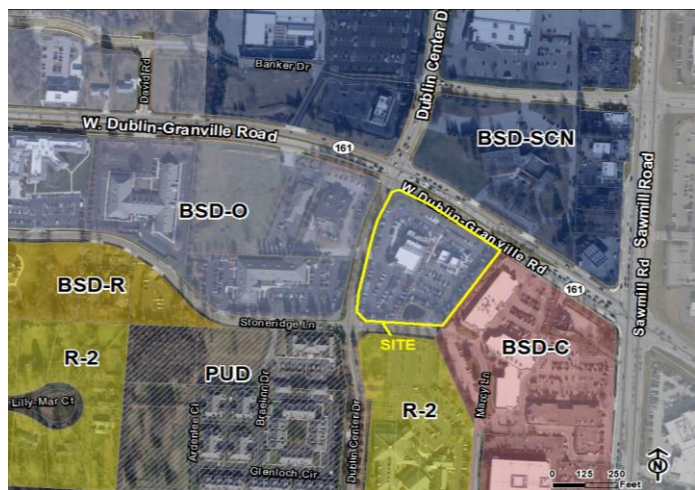 Banker Dr
David Rd
Dublin Center Dr
W. Dublin-Granville Road
161
BSD-SCN
Sawmill Road
BSD-O
W Dublin-Granville Rd
161
Sawmill Rd
BSD-R
Stoneridge Ln
SITE
BSD-C
R-2
PUD
Lilly-Mar Ct
Ardenlee Cl
Braelinn Dr
Dublin Center Dr
R-2
Marcy Ln
Glenloch Cir
0 125 250
Feet
N